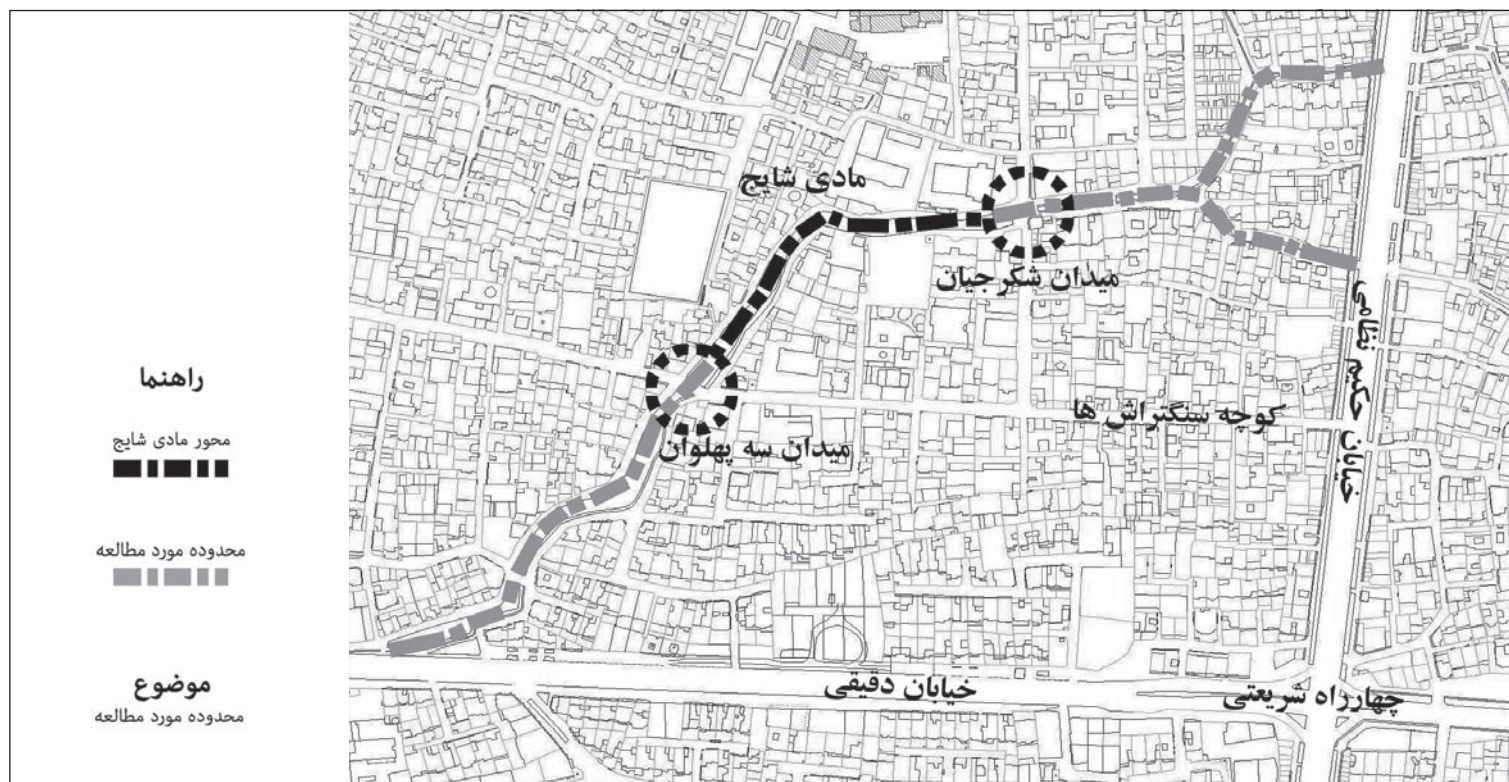 مادی شایج
میدان شکرجیان
خیابان حکیم نظامی
کوچه سنگتراش ها
میدان سه پهلوان
خیابان دقیقی
چهارراه شریعتی
راهنما
محور مادی شایج
محدوده مورد مطالعه
موضوع
محدوده مورد مطالعه